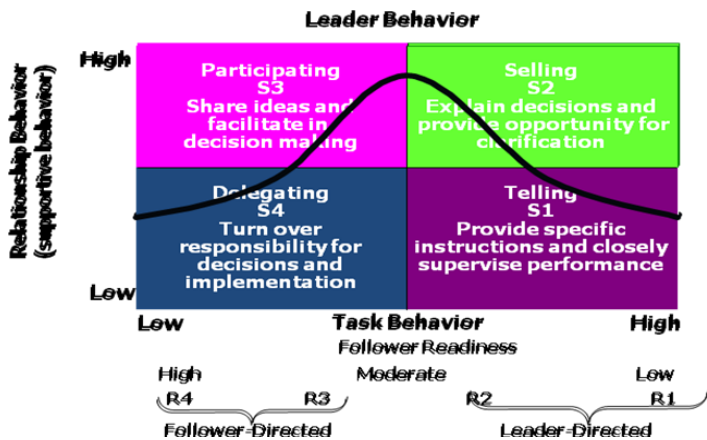 Leader Behavior
High
Relationship Behavior
(supportive behavior)
Low
Participating
S3
Share ideas and
facilitate in
decision making
Selling
S2
Explain decisions and
provide opportunity for
clarification
Delegating
S4
Turn over
responsibility for
decisions and
implementation
Telling
S1
Provide specific
instructions and closely
supervise performance
Low Task Behavior High
Follower Readiness
High Moderate Low
R4 R3 R2 R1
Follower-Directed Leader-Directed